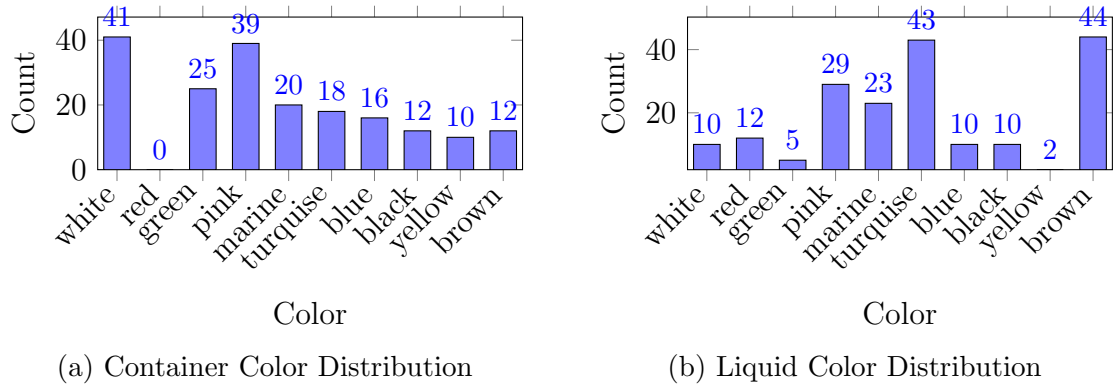 41
0
25
39
20
18
16
12
10
12
40
20
0
Count
white
red
green
pink
marine
turquise
blue
black
yellow
brown
Color
(a) Container Color Distribution
10
12
5
29
23
43
10
10
2
44
40
20
Count
white
red
green
pink
marine
turquise
blue
black
yellow
brown
Color
(b) Liquid Color Distribution